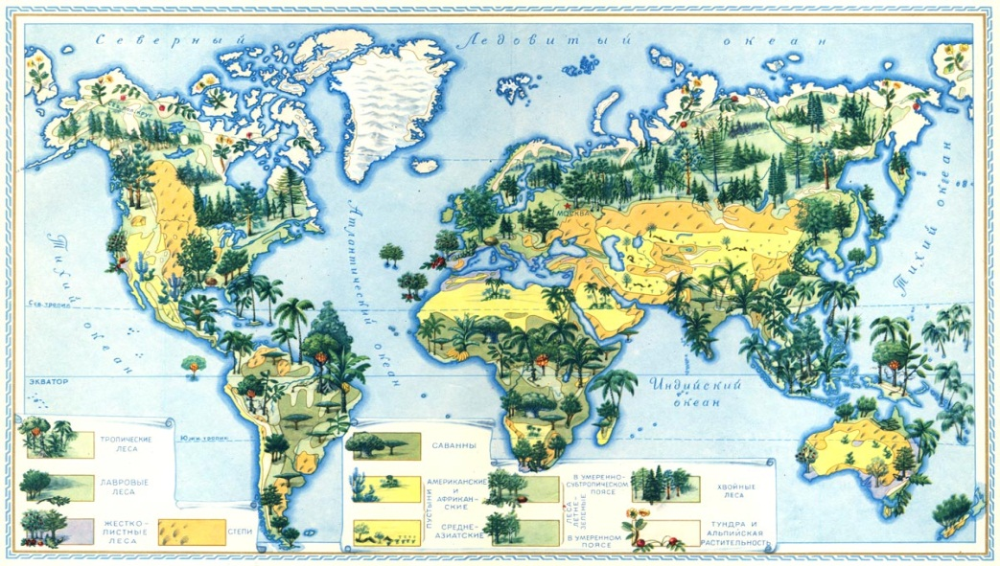 Северный Ледовитый океан
МОСКВА
Тихий океан
Атлантический океан
Тихий океан
Сев. тропик
ЭКВАТОР
Индийский океан
Южн. тропик
ТРОПИЧЕСКИЕ
ЛЕСА
ЛАВРОВЫЕ
ЛЕСА
ЖЕСТКО-
ЛИСТНЫЕ
ЛЕСА
СТЕПИ
САВАННЫ
ПУСТЫНИ
АМЕРИКАНСКИЕ
И
АФРИКАН-
СКИЕ
СРЕДНЕ-
АЗИАТСКИЕ
ЛЕСА ЛЕТНЕ-
ЗЕЛЕНЫЕ
В УМЕРЕННО-
СУБТРОПИЧЕСКОМ
ПОЯСЕ
В УМЕРЕННОМ
ПОЯСЕ
ХВОЙНЫЕ
ЛЕСА
ТУНДРА И
АЛЬПИЙСКАЯ
РАСТИТЕЛЬНОСТЬ